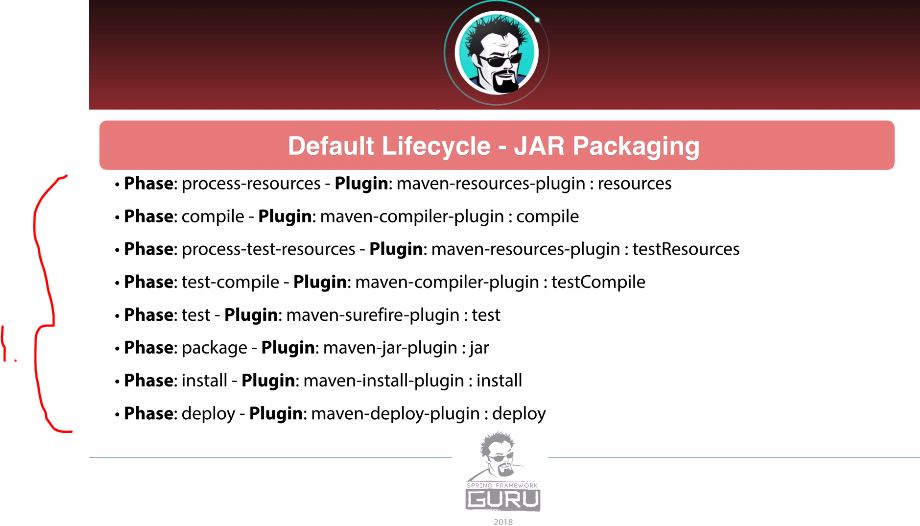 Default Lifecycle - JAR Packaging
• Phase: process-resources - Plugin: maven-resources-plugin : resources
• Phase: compile - Plugin: maven-compiler-plugin : compile
• Phase: process-test-resources - Plugin: maven-resources-plugin : testResources
• Phase: test-compile - Plugin: maven-compiler-plugin : testCompile
• Phase: test - Plugin: maven-surefire-plugin : test
• Phase: package - Plugin: maven-jar-plugin : jar
• Phase: install - Plugin: maven-install-plugin : install
• Phase: deploy - Plugin: maven-deploy-plugin : deploy
SPRING FRAMEWORK
GURU
2018